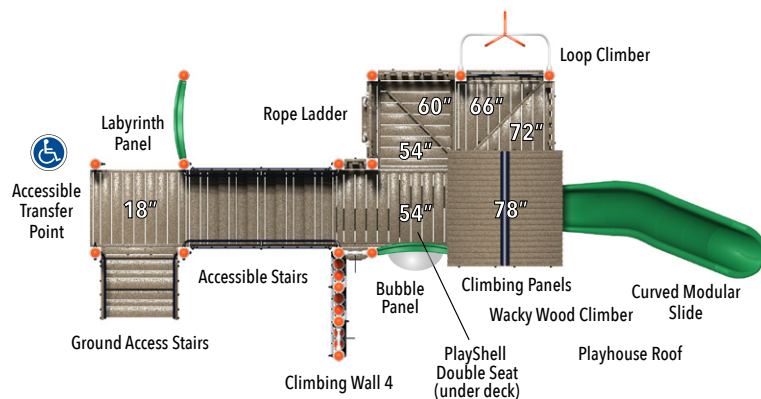 Loop Climber
60"
66"
Rope Ladder
Labyrinth
Panel
72"
54"
Accessible
Transfer
Point
18"
54"
78"
Accessible Stairs
Bubble
Panel
Climbing Panels
Curved Modular
Slide
Wacky Wood Climber
Ground Access Stairs
PlayShell
Double Seat
(under deck)
Playhouse Roof
Climbing Wall 4